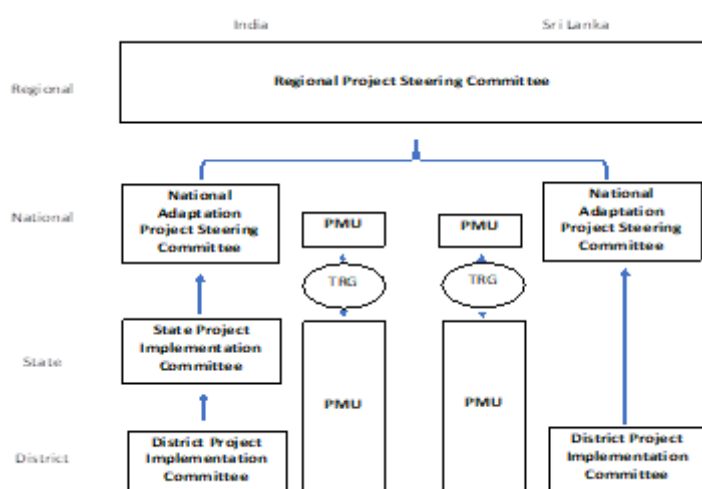 India Sri Lanka
Regional
Regional Project Steering Committee
National
National
Adaptation
Project Steering
Committee
PMU
PMU
National
Adaptation
Project Steering
Committee
TRG
TRG
State
State Project
Implementation
Committee
PMU
PMU
District
District Project
Implementation
Committee
District Project
Implementation
Committee